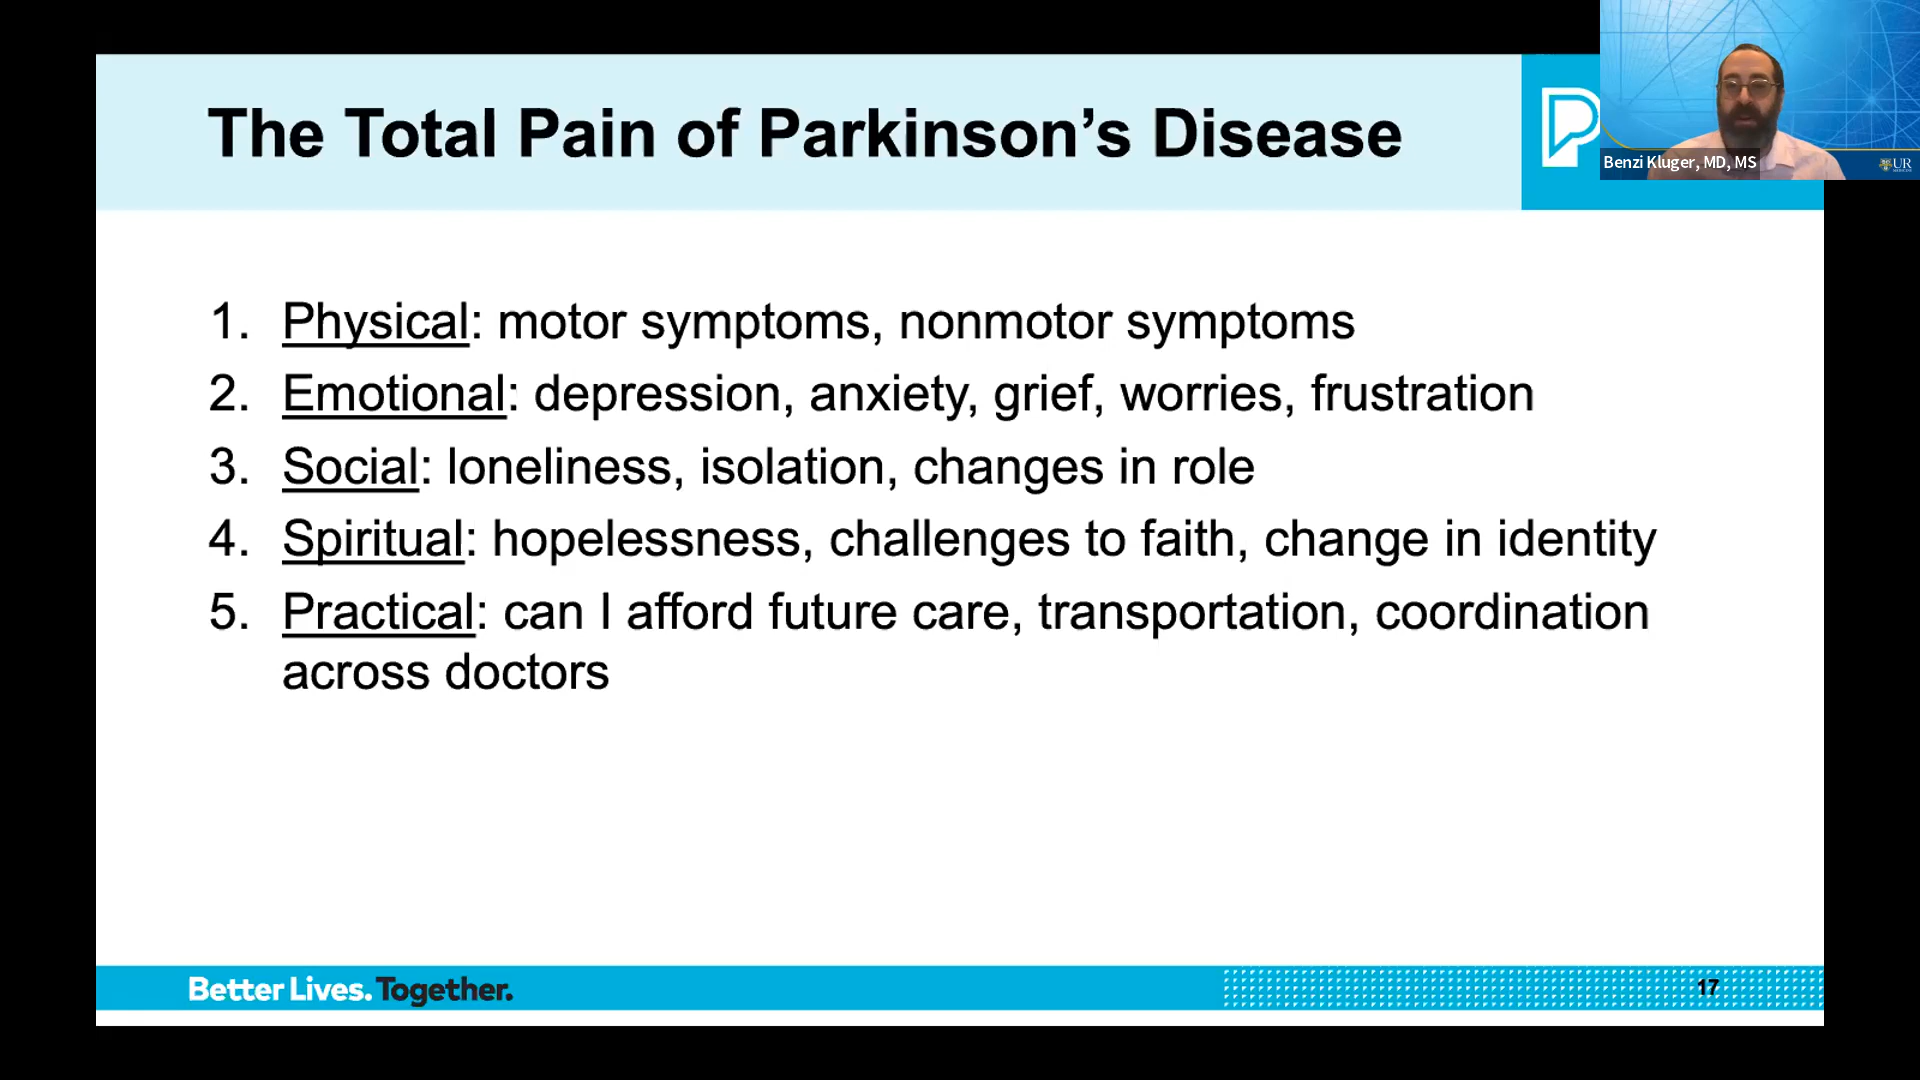 The Total Pain of Parkinson’s Disease
P
Benzi Kluger, MD, MS
UR
1. Physical: motor symptoms, nonmotor symptoms
2. Emotional: depression, anxiety, grief, worries, frustration
3. Social: loneliness, isolation, changes in role
4. Spiritual: hopelessness, challenges to faith, change in identity
5. Practical: can I afford future care, transportation, coordination
across doctors
Better Lives. Together.
17